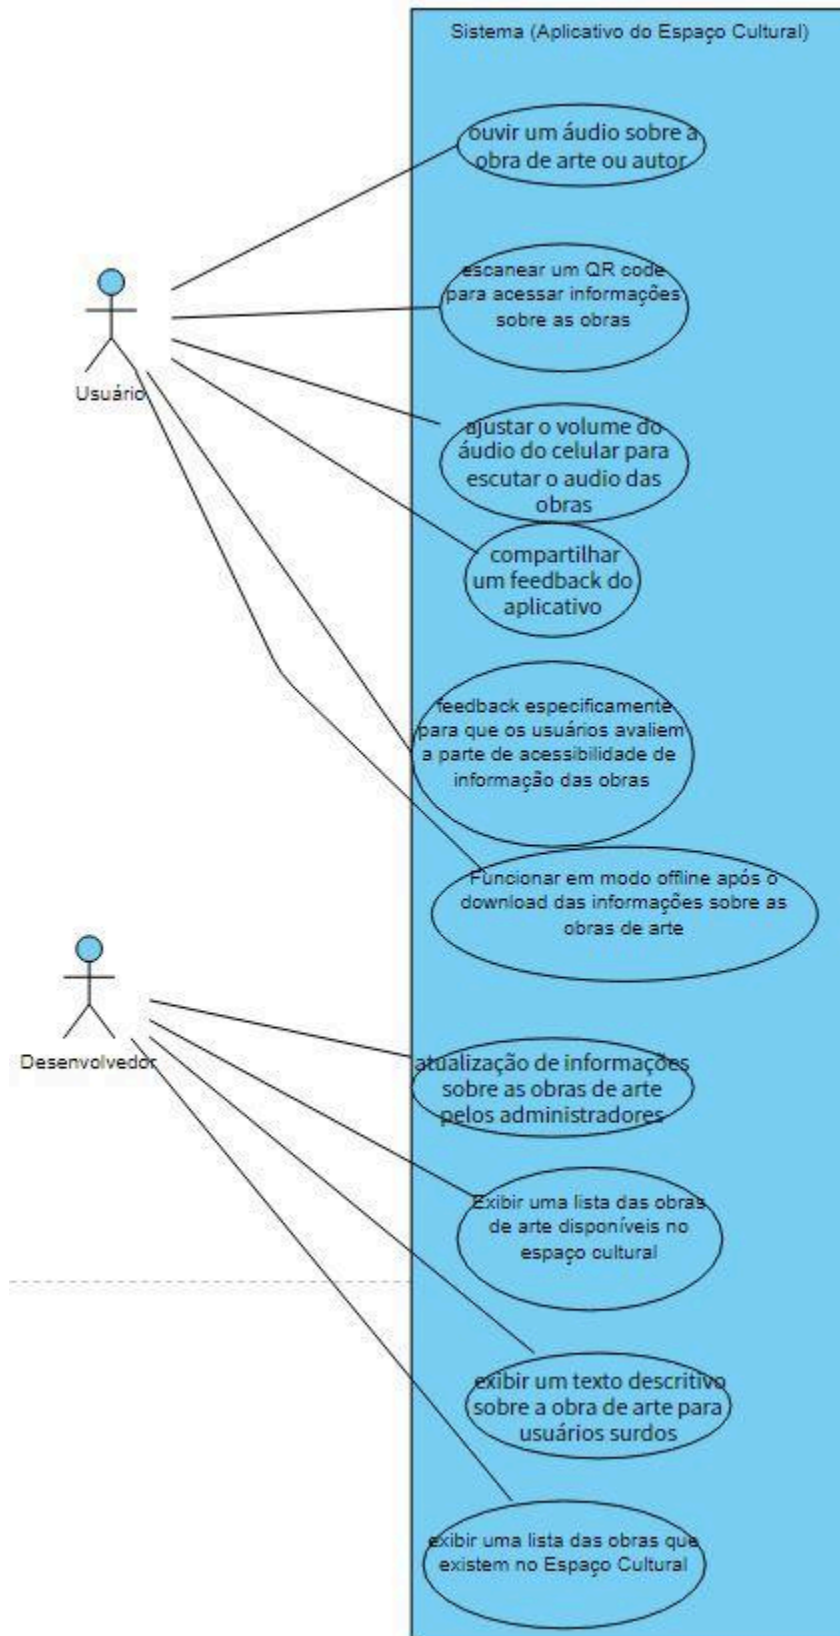 Sistema (Aplicativo do Espaço Cultural)
ouvir um áudio sobre a
obra de arte ou autor
escanear um QR code
para acessar informações
sobre as obras
Usuário
ajustar o volume do
áudio do celular para
escutar o audio das
obras
compartilhar
um feedback do
aplicativo
feedback especificamente
para que os usuários avaliem
a parte de acessibilidade de
informação das obras
Funcionar em modo offline após o
download das informações sobre as
obras de arte
Desenvolvedor
atualização de informações
sobre as obras de arte
pelos administradores
Exibir uma lista das obras
de arte disponíveis no
espaço cultural
exibir um texto descritivo
sobre a obra de arte para
usuários surdos
exibir uma lista das obras que
existem no Espaço Cultural